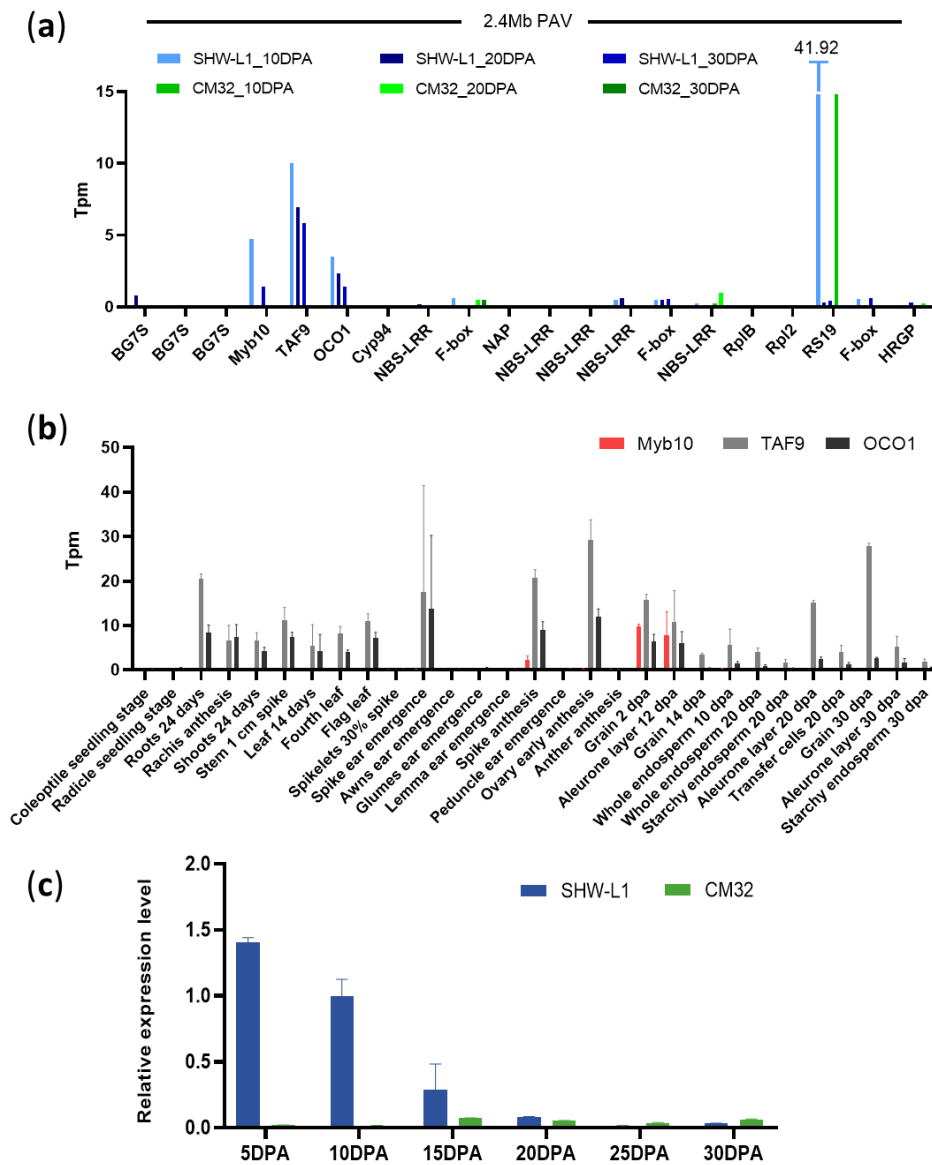 (a)
2.4Mb PAV
SHW-L1_10DPA SHW-L1_20DPA SHW-L1_30DPA
CM32_10DPA CM32_20DPA CM32_30DPA
41.92
Tpm
15
10
5
0
BG7S BG7S BG7S Myb10 TAF9 OCO1 Cyp94 NBS-LRR F-box NAP NBS-LRR NBS-LRR NBS-LRR F-box NBS-LRR RplB Rpl2 RS19 F-box HRGP
(b)
Myb10 TAF9 OCO1
Tpm
50
40
30
20
10
0
Coleoptile seedling stage
Radicle seedling stage
Roots 24 days
Rachis anthesis
Shoots 24 days
Stem 1 cm spike
Leaf 14 days
Fourth leaf
Flag leaf
Spikelets 30% spike
Spike ear emergence
Awns ear emergence
Glumes ear emergence
Lemma ear emergence
Spike anthesis
Peduncle ear emergence
Ovary early anthesis
Anther anthesis
Grain 2 dpa
Aleurone layer 12 dpa
Grain 14 dpa
Whole endosperm 10 dpa
Whole endosperm 20 dpa
Starchy endosperm 20 dpa
Aleurone layer 20 dpa
Transfer cells 20 dpa
Grain 30 dpa
Aleurone layer 30 dpa
Starchy endosperm 30 dpa
(c)
SHW-L1 CM32
Relative expression level
2.0
1.5
1.0
0.5
0.0
5DPA 10DPA 15DPA 20DPA 25DPA 30DPA